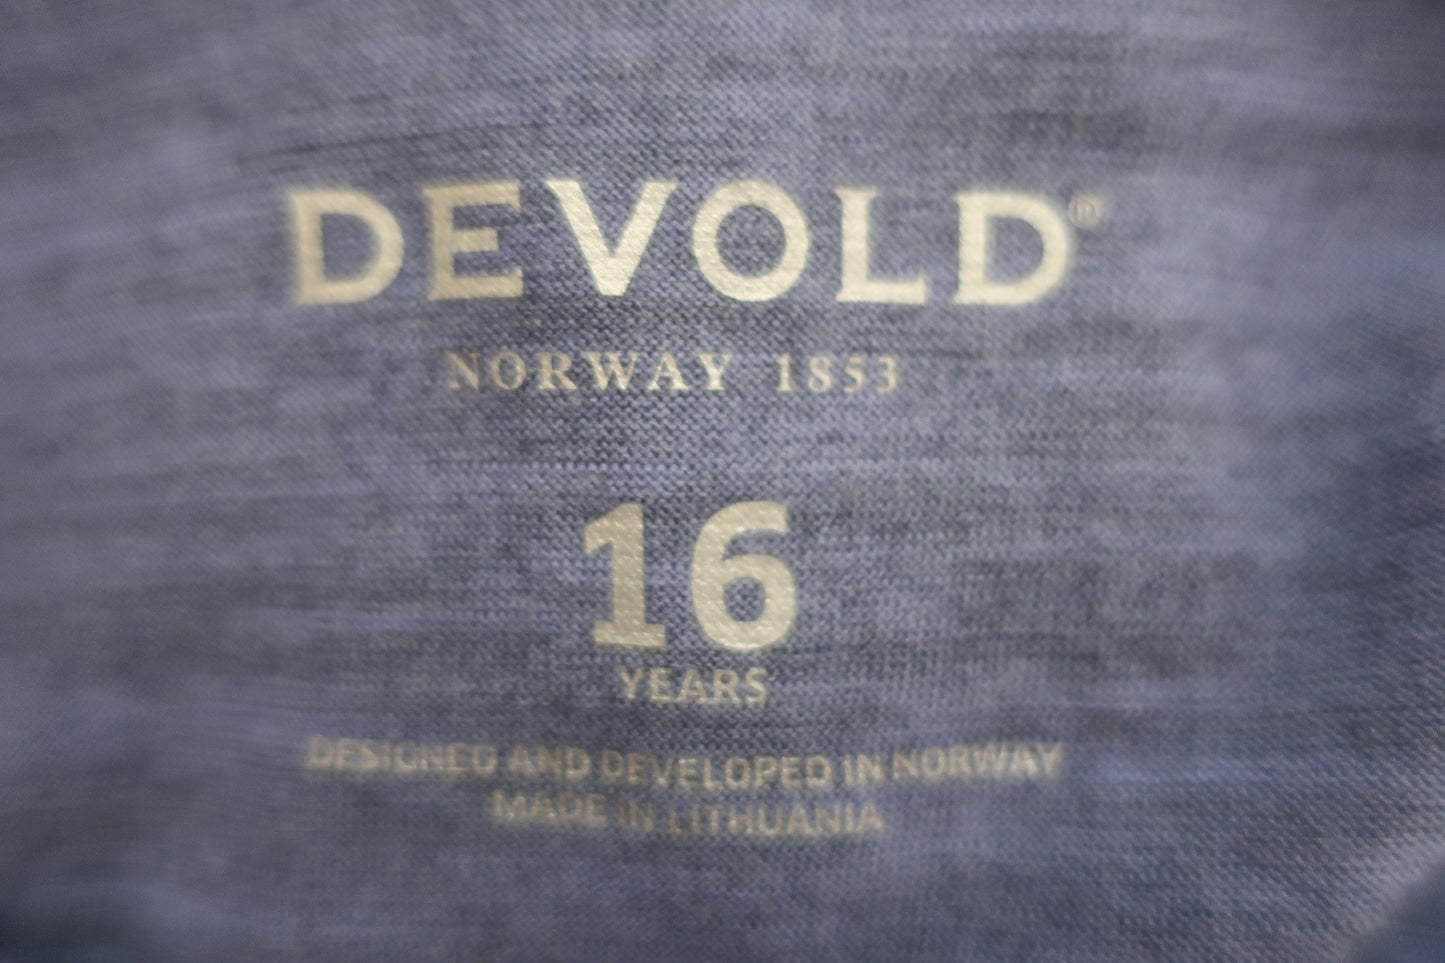 DEVOLD®
NORWAY 1853
16
YEARS
DESIGNED AND DEVELOPED IN NORWAY
MADE IN LITHUANIA